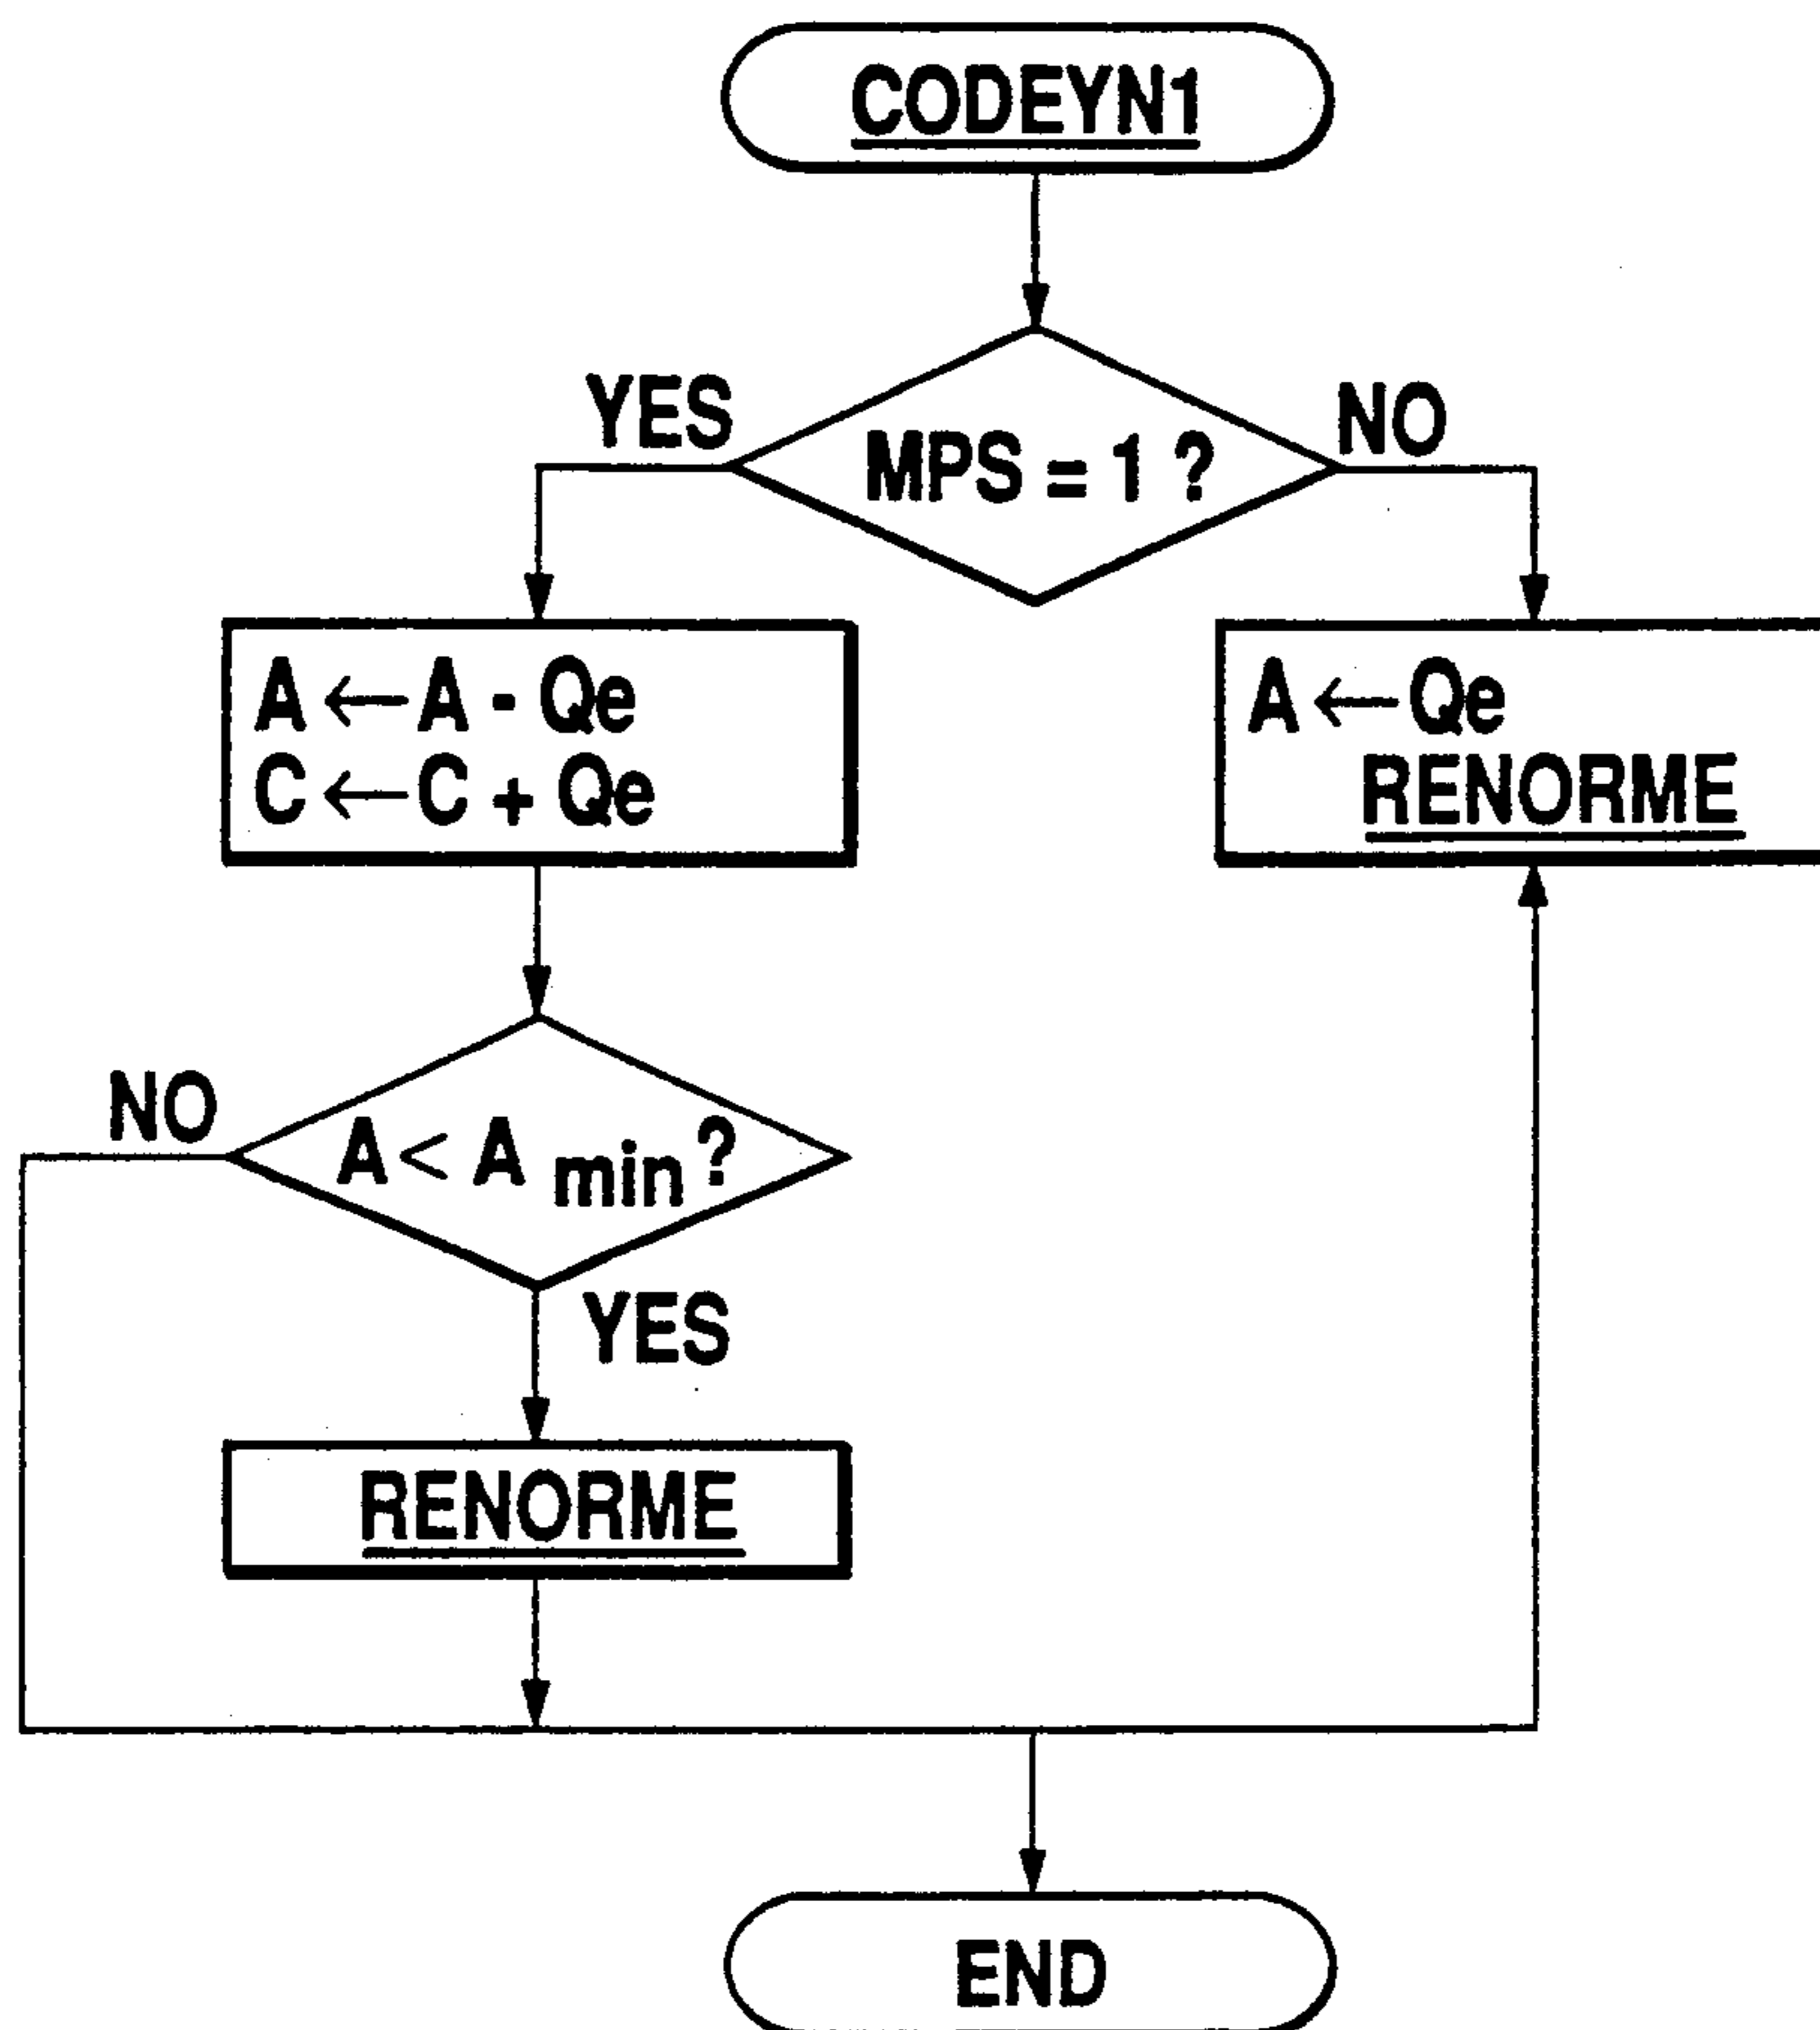 CODEYN1
YES
NO
MPS = 1 ?
A ← A - Qe
C ← C + Qe
A ← Qe
RENORME
NO
A < A min ?
YES
RENORME
END